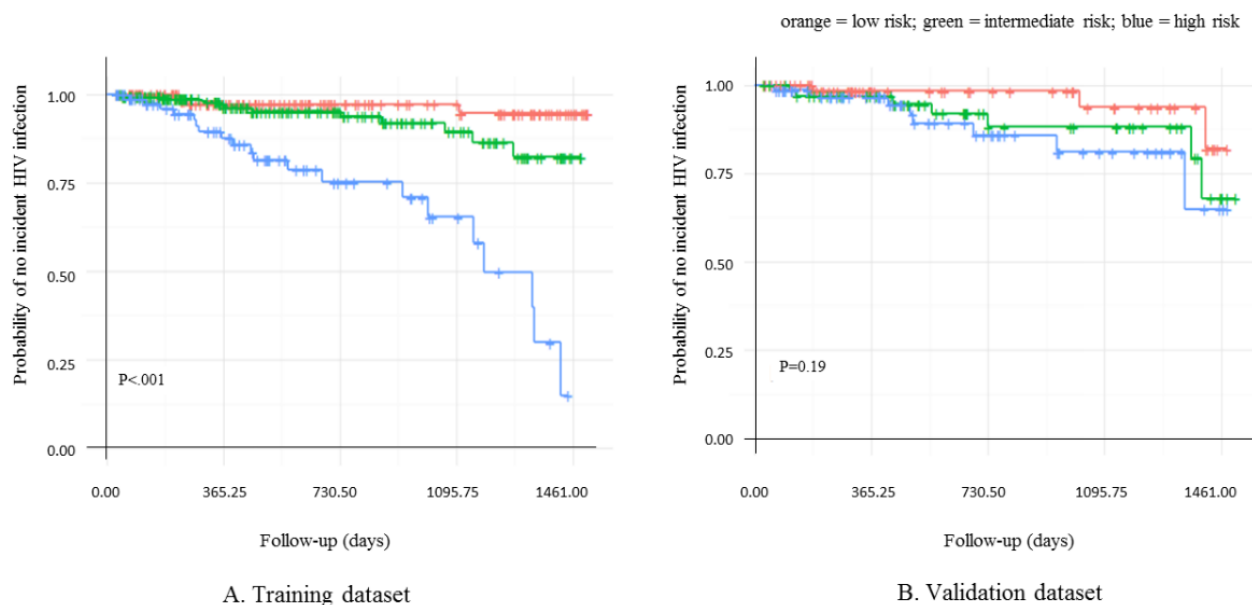 orange = low risk; green = intermediate risk; blue = high risk
Probability of no incident HIV infection
1.00
0.75
0.50
0.25
0.00
P<.001
0.00 365.25 730.50 1095.75 1461.00
Follow-up (days)
A. Training dataset
Probability of no incident HIV infection
1.00
0.75
0.50
0.25
0.00
P=0.19
0.00 365.25 730.50 1095.75 1461.00
Follow-up (days)
B. Validation dataset